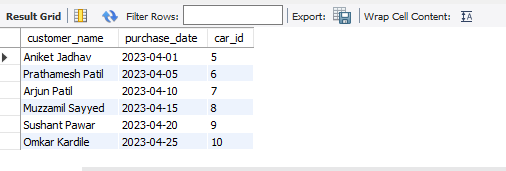 Result Grid Filter Rows: Export: Wrap Cell Content:
customer_name purchase_date car_id
Aniket Jadhav 2023-04-01 5
Prathamesh Patil 2023-04-05 6
Arjun Patil 2023-04-10 7
Muzzamil Sayyed 2023-04-15 8
Sushant Pawar 2023-04-20 9
Omkar Kardile 2023-04-25 10